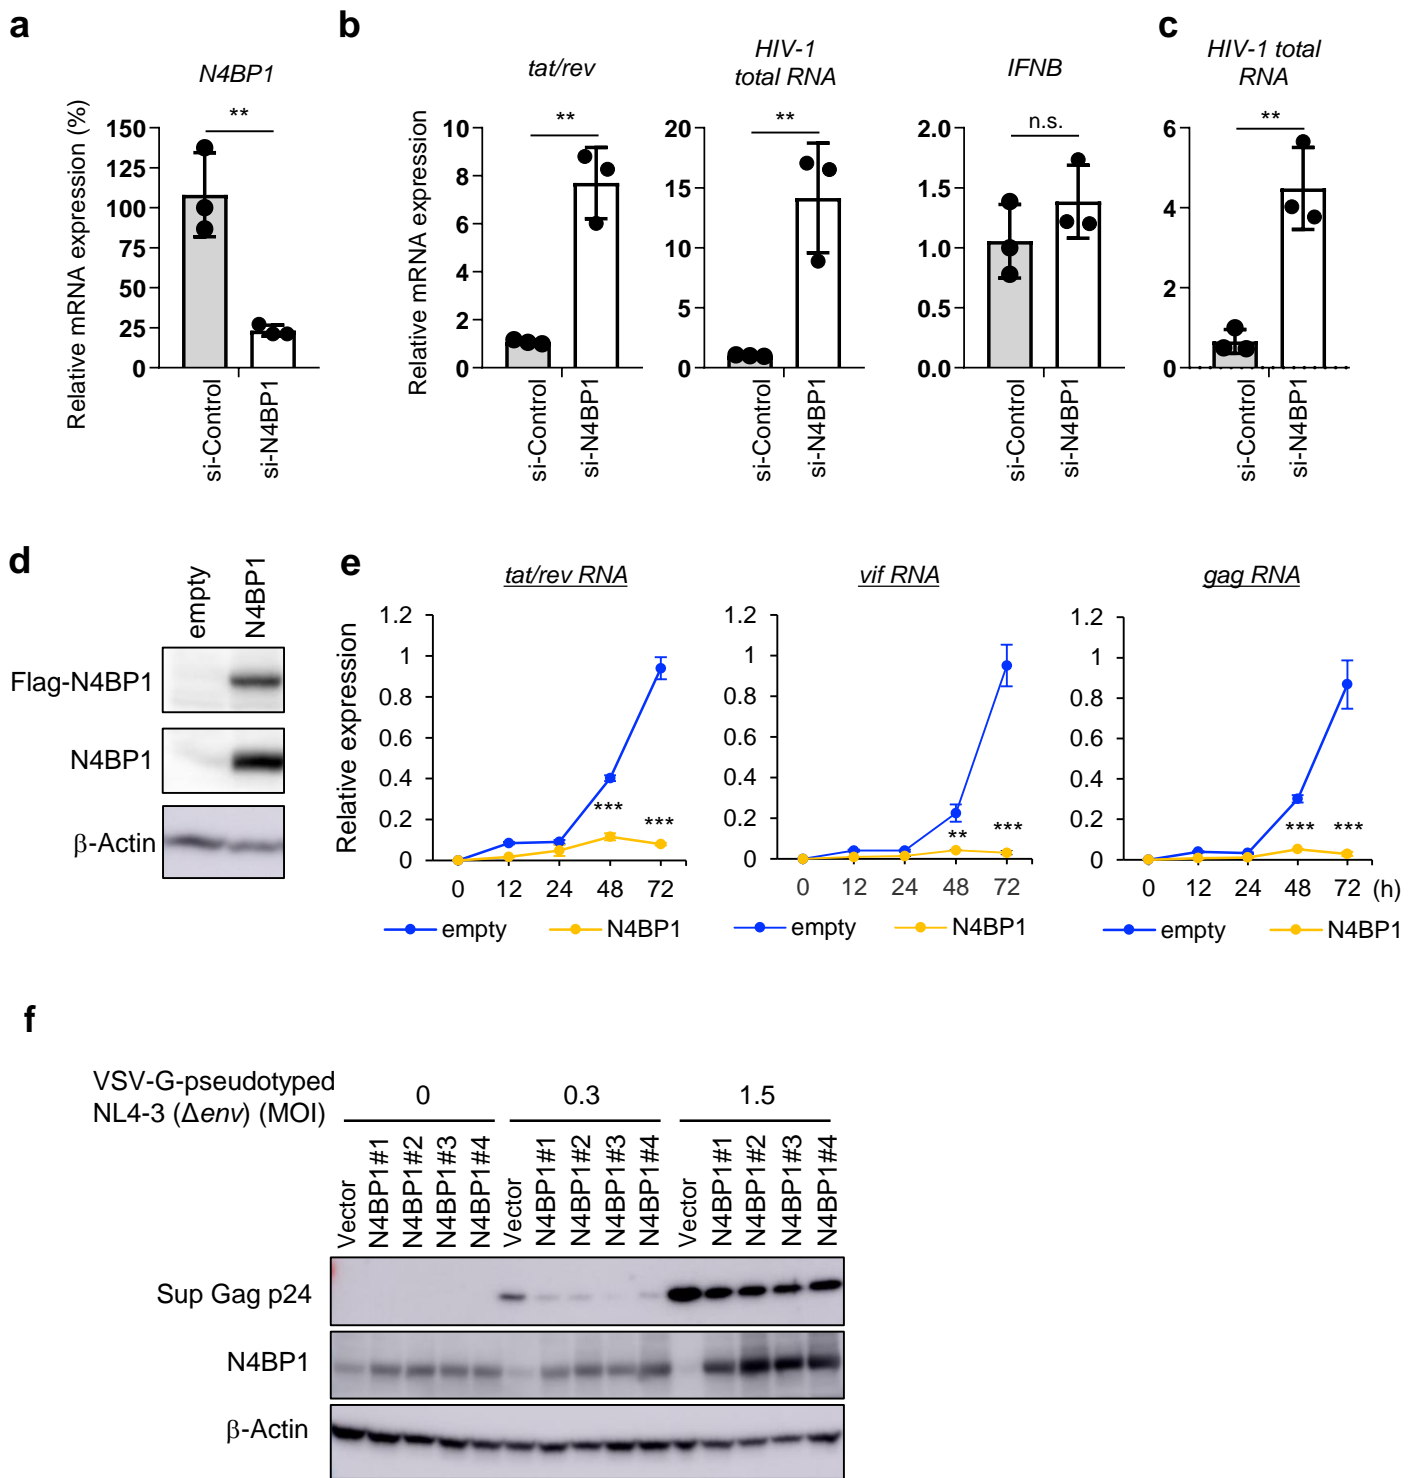 a
N4BP1
Relative mRNA expression (%)
150
125
100
75
50
25
0
**
si-Control
si-N4BP1
b
tat/rev
Relative mRNA expression
10
8
6
4
2
0
**
si-Control
si-N4BP1
HIV-1
total RNA
20
15
10
5
0
**
si-Control
si-N4BP1
IFNB
2.0
1.5
1.0
0.5
0.0
n.s.
si-Control
si-N4BP1
c
HIV-1 total
RNA
6
4
2
0
**
si-Control
si-N4BP1
d
empty
N4BP1
Flag-N4BP1
N4BP1
β-Actin
e
tat/rev RNA
Relative expression
1.2
1
0.8
0.6
0.4
0.2
0
***
***
0 12 24 48 72
empty N4BP1
vif RNA
1.2
1
0.8
0.6
0.4
0.2
0
**
***
0 12 24 48 72
empty N4BP1
gag RNA
1.2
1
0.8
0.6
0.4
0.2
0
***
***
0 12 24 48 72 (h)
empty N4BP1
f
VSV-G-pseudotyped
NL4-3 (Δenv) (MOI)
0 0.3 1.5
Vector
N4BP1#1
N4BP1#2
N4BP1#3
N4BP1#4
Vector
N4BP1#1
N4BP1#2
N4BP1#3
N4BP1#4
Vector
N4BP1#1
N4BP1#2
N4BP1#3
N4BP1#4
Sup Gag p24
N4BP1
β-Actin